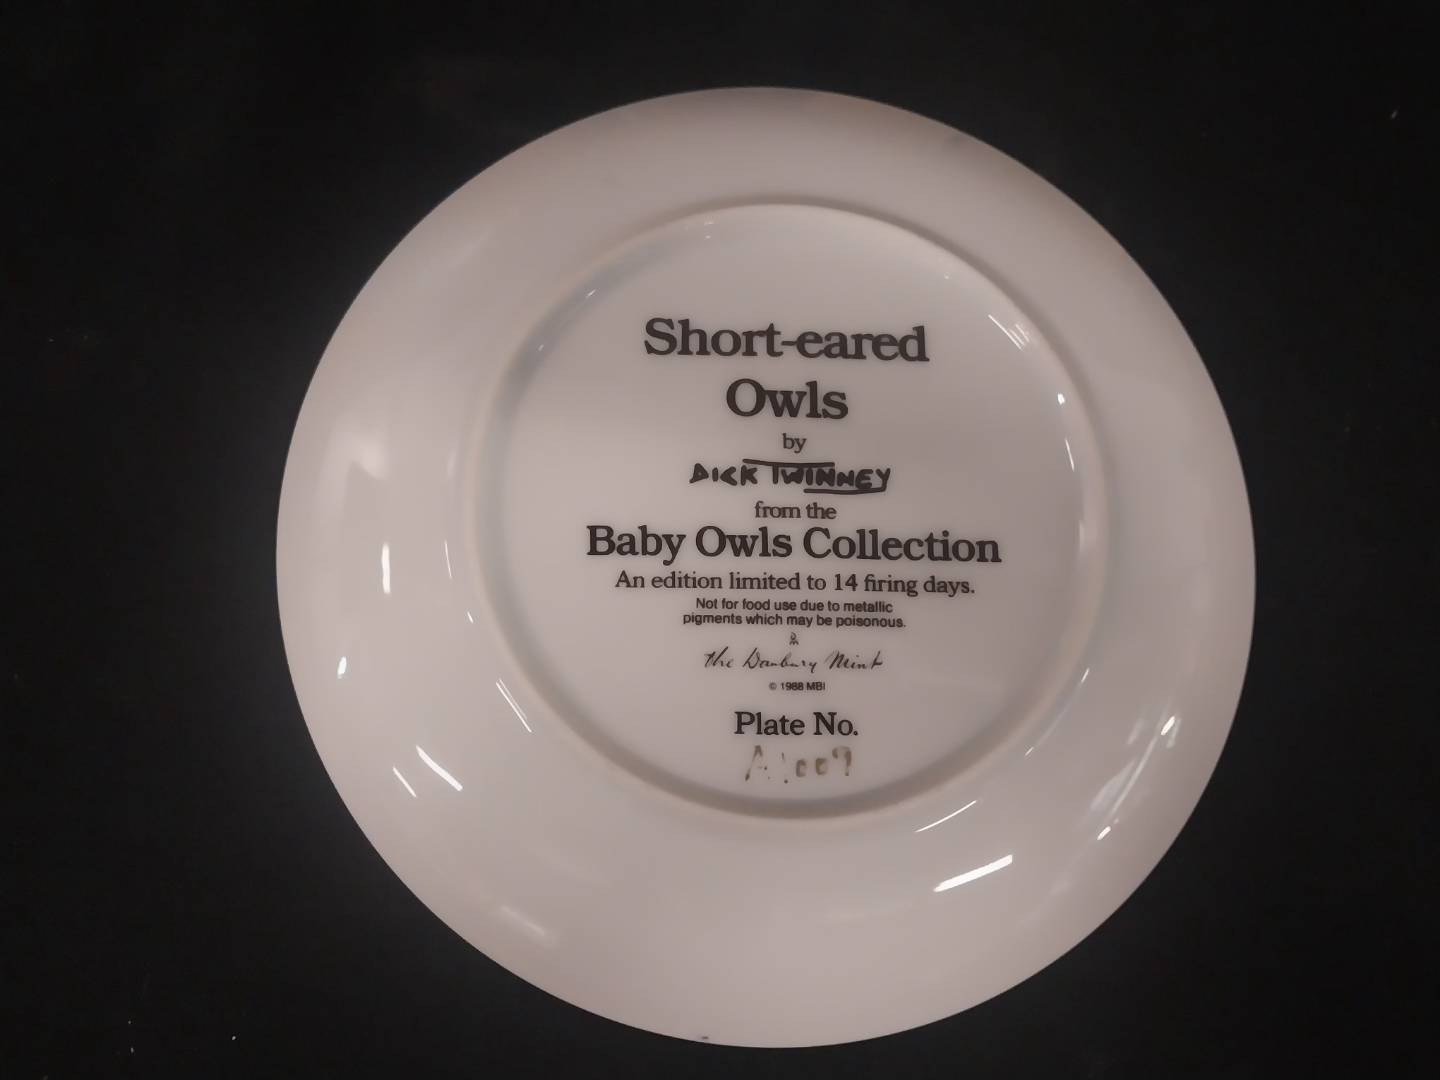 Short-eared
Owls
by
DICK TWINNEY
from the
Baby Owls Collection
An edition limited to 14 firing days.
Not for food use due to metallic
pigments which may be poisonous.
the Danbury Mint
© 1988 MBI
Plate No.
A1009